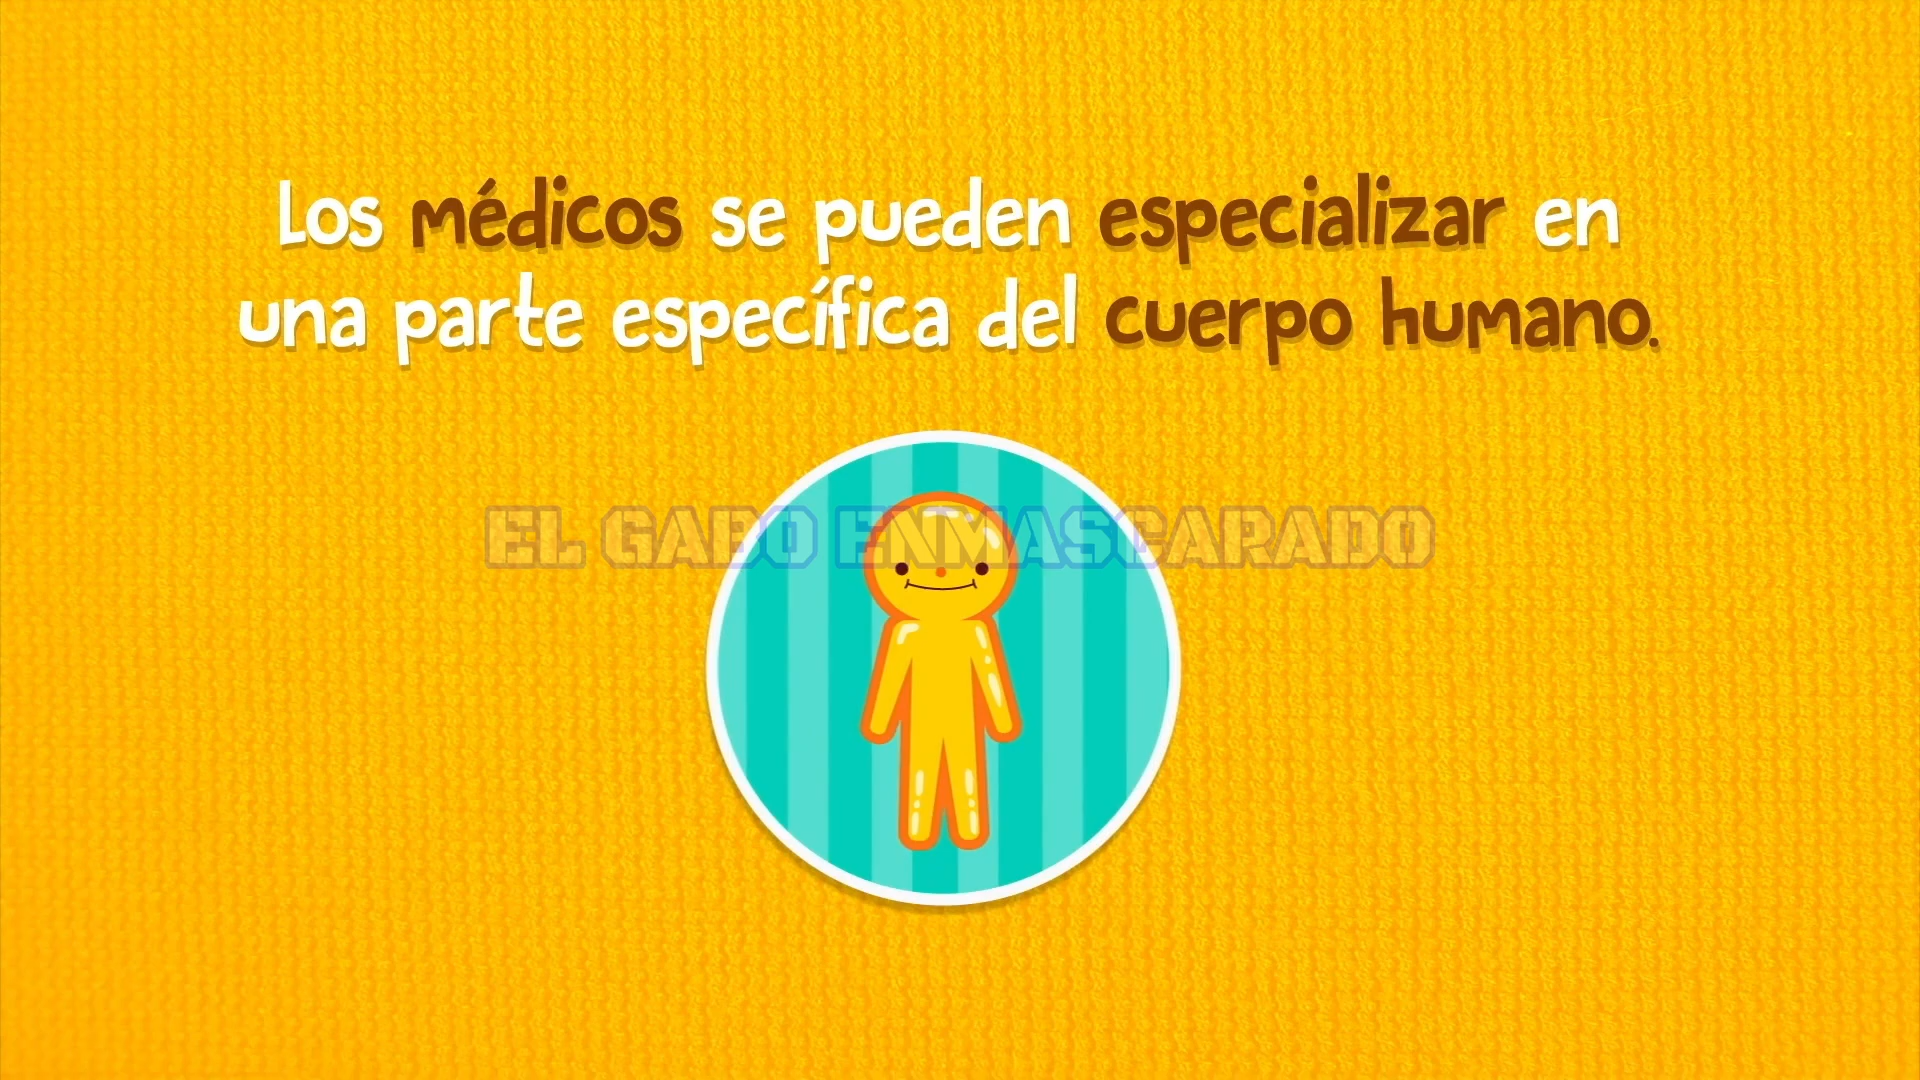 Los médicos se pueden especializar en
una parte específica del cuerpo humano.
EL GABO ENMASCARADO